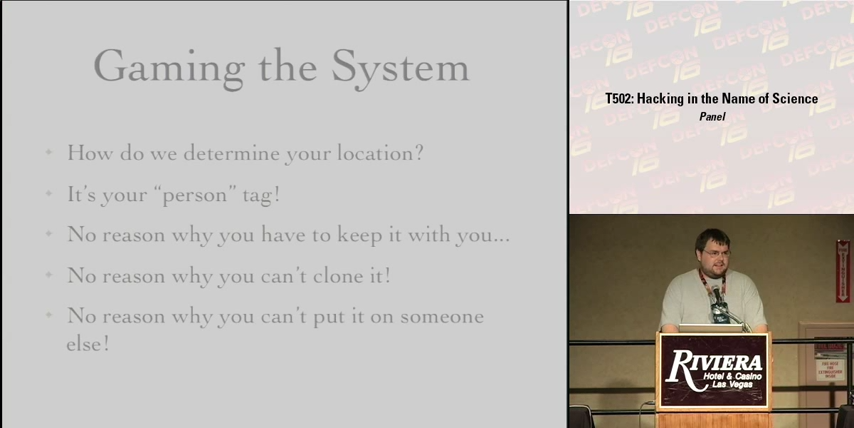 Gaming the System
How do we determine your location?
It's your “person” tag!
No reason why you have to keep it with you...
No reason why you can't clone it!
No reason why you can't put it on someone
else!
DEFCON 16
T502: Hacking in the Name of Science
Panel
RIVIERA
Hotel & Casino
Las Vegas